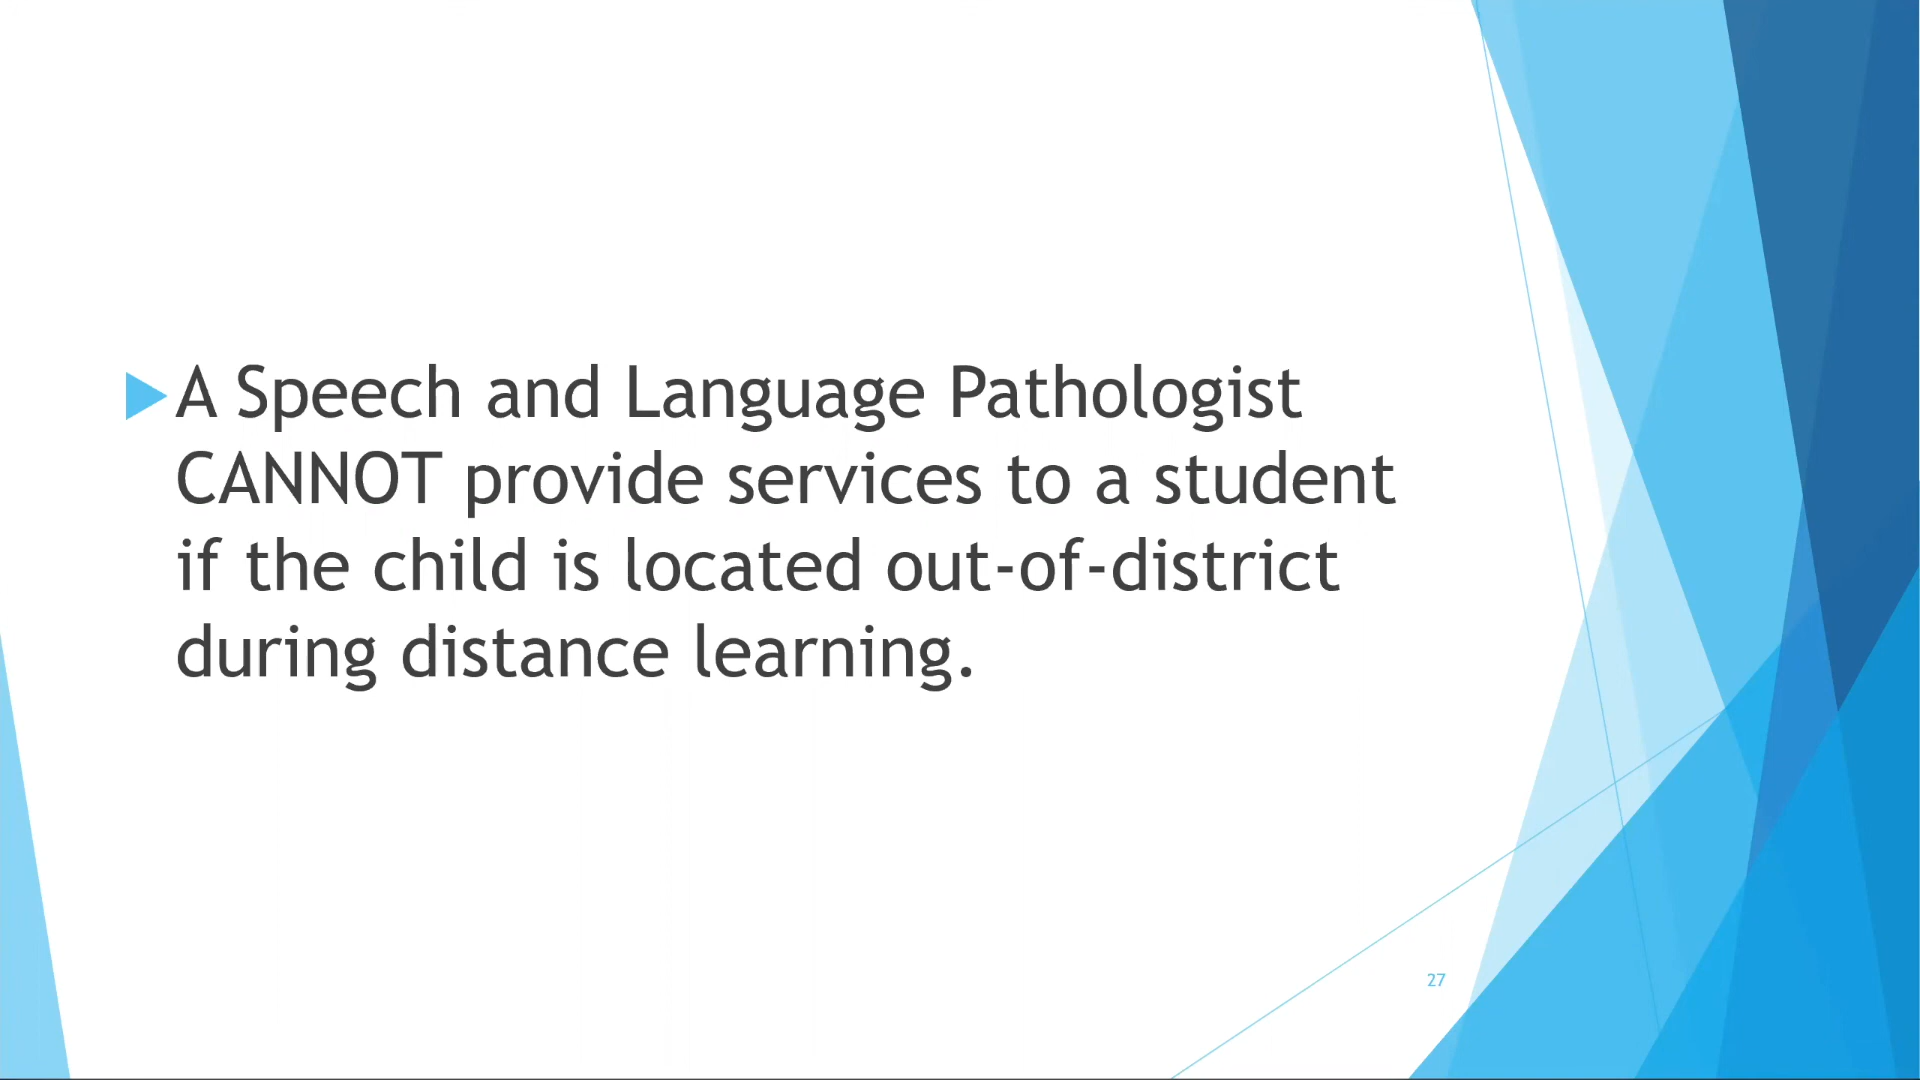 A Speech and Language Pathologist
CANNOT provide services to a student
if the child is located out-of-district
during distance learning.
27